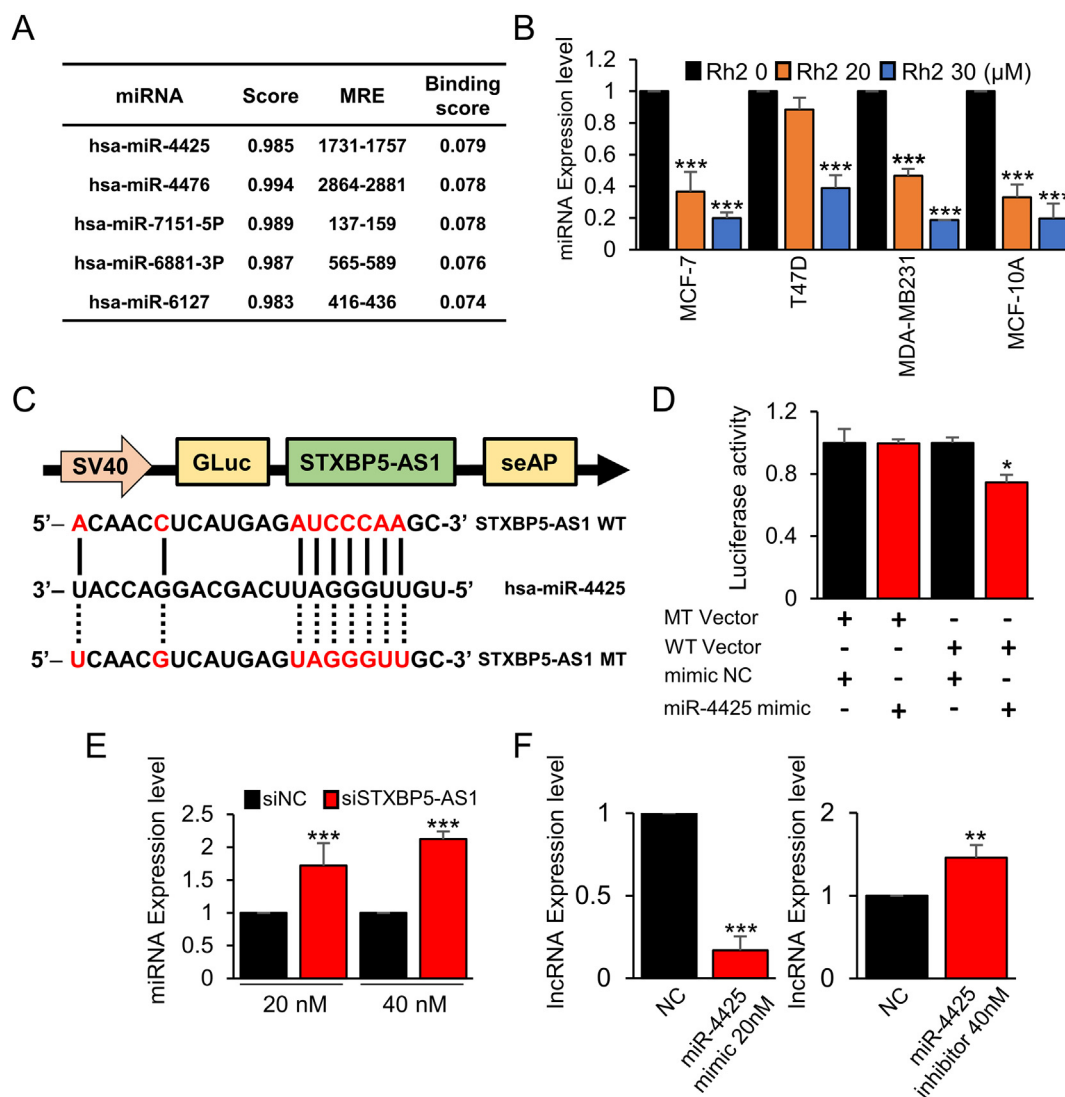 A
miRNA Score MRE Binding score
hsa-miR-4425 0.985 1731-1757 0.079
hsa-miR-4476 0.994 2864-2881 0.078
hsa-miR-7151-5P 0.989 137-159 0.078
hsa-miR-6881-3P 0.987 565-589 0.076
hsa-miR-6127 0.983 416-436 0.074
B
Rh2 0 Rh2 20 Rh2 30 (µM)
miRNA Expression level
1
0.8
0.6
0.4
0.2
0
*** *** *** *** *** *** ***
MCF-7 T47D MDA-MB231 MCF-10A
C
SV40 GLuc STXBP5-AS1 seAP
5’– ACAACCUCAUGAGAUCCCAAGC-3’ STXBP5-AS1 WT
3’- UACCAGGACGACUUAGGGUUGU-5’ hsa-miR-4425
5’– UCAACGUCAUGAGUAGGGUUGC-3’ STXBP5-AS1 MT
D
Luciferase activity
1.2
0.8
0.4
0
*
MT Vector + + - -
WT Vector - - + +
mimic NC + - + -
miR-4425 mimic - + - +
E
siNC siSTXBP5-AS1
miRNA Expression level
2.5
2
1.5
1
0.5
0
*** ***
20 nM 40 nM
F
lncRNA Expression level
1
0.5
0
***
NC
miR-4425
mimic 20nM
lncRNA Expression level
2
1
0
**
NC
miR-4425
inhibitor 40nM